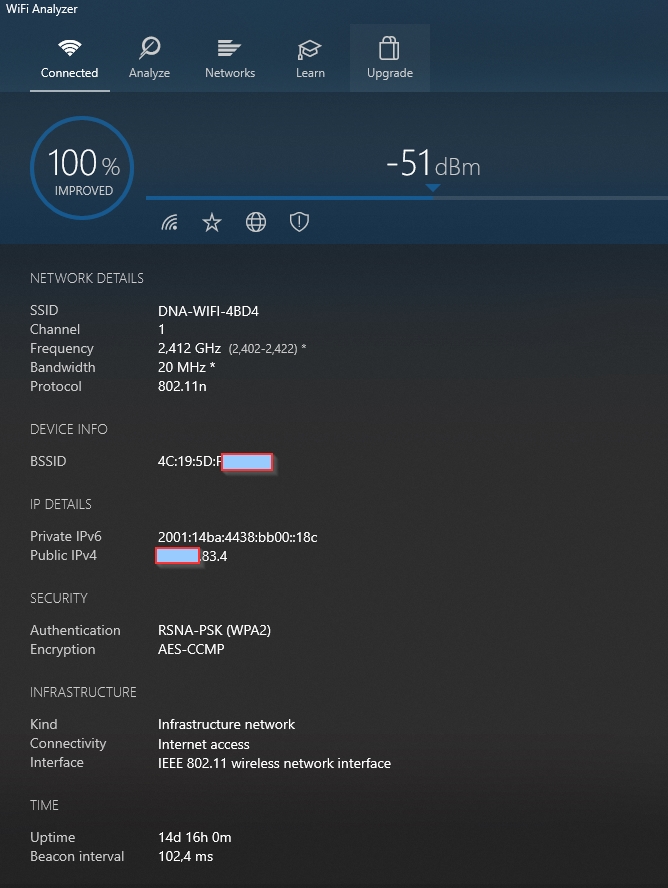 WiFi Analyzer
Connected Analyze Networks Learn Upgrade
100 %
IMPROVED
-51 dBm
NETWORK DETAILS
SSID DNA-WIFI-4BD4
Channel 1
Frequency 2,412 GHz (2,402-2,422) *
Bandwidth 20 MHz *
Protocol 802.11n
DEVICE INFO
BSSID 4C:19:5D:F
IP DETAILS
Private IPv6 2001:14ba:4438:bb00::18c
Public IPv4 .83.4
SECURITY
Authentication RSNA-PSK (WPA2)
Encryption AES-CCMP
INFRASTRUCTURE
Kind Infrastructure network
Connectivity Internet access
Interface IEEE 802.11 wireless network interface
TIME
Uptime 14d 16h 0m
Beacon interval 102,4 ms